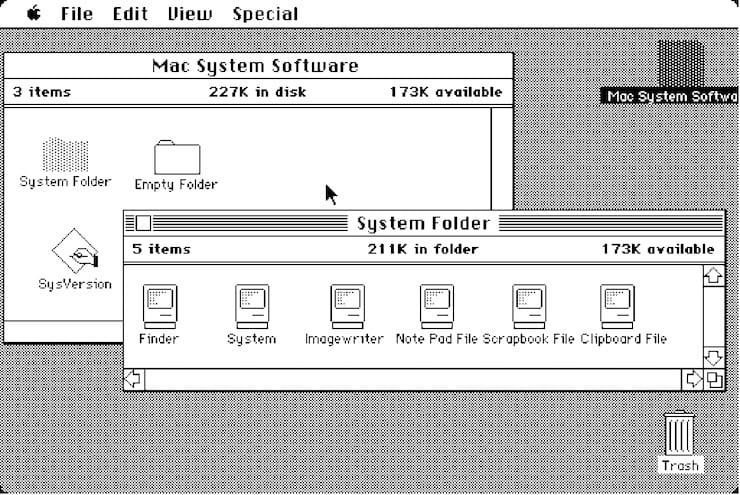 File Edit View Special
Mac System Software
3 items 227K in disk 173K available
Mac System Softwa
System Folder Empty Folder
SysVersion
System Folder
5 items 211K in folder 173K available
Finder System Imagewriter Note Pad File Scrapbook File Clipboard File
Trash